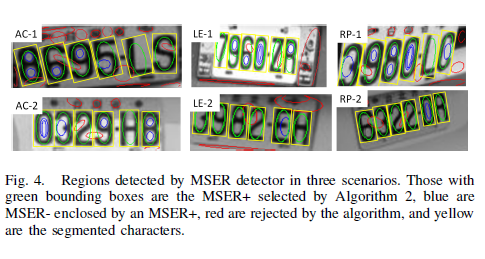 AC-1
8696·LS
LE-1
RP-1
AC-2
LE-2
RP-2
Fig. 4. Regions detected by MSER detector in three scenarios. Those with
green bounding boxes are the MSER+ selected by Algorithm 2, blue are
MSER- enclosed by an MSER+, red are rejected by the algorithm, and yellow
are the segmented characters.